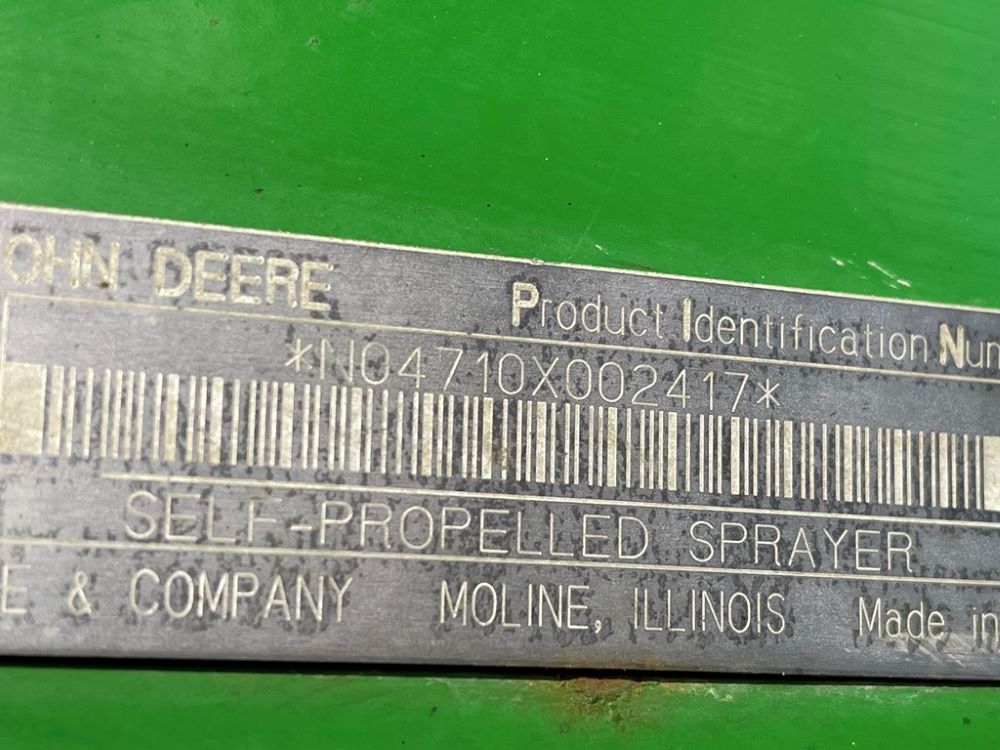 OHN DEERE
Product Identification Num
*N04710X002417*
SELF-PROPELLED SPRAYER
E & COMPANY MOLINE, ILLINOIS Made in